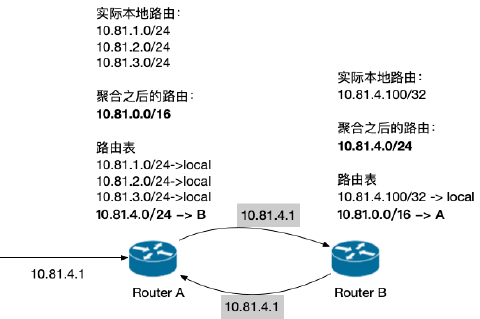 实际本地路由：
10.81.1.0/24
10.81.2.0/24
10.81.3.0/24
聚合之后的路由：
10.81.0.0/16
路由表
10.81.1.0/24->local
10.81.2.0/24->local
10.81.3.0/24->local
10.81.4.0/24 –> B
实际本地路由：
10.81.4.100/32
聚合之后的路由：
10.81.4.0/24
路由表
10.81.4.100/32 -> local
10.81.0.0/16 –> A
10.81.4.1
10.81.4.1
Router A
Router B
10.81.4.1